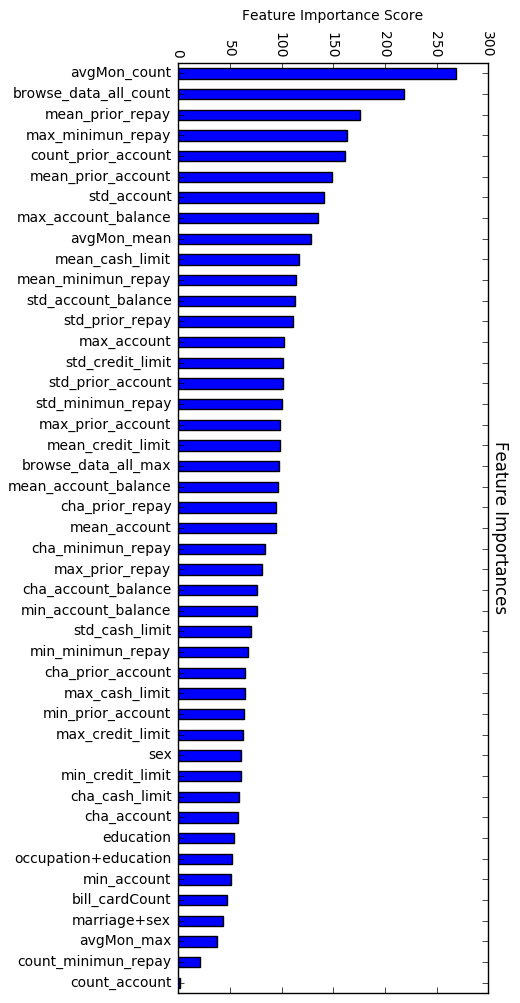 Feature Importance Score
0 50 100 150 200 250 300
avgMon_count
browse_data_all_count
mean_prior_repay
max_minimun_repay
count_prior_account
mean_prior_account
std_account
max_account_balance
avgMon_mean
mean_cash_limit
mean_minimun_repay
std_account_balance
std_prior_repay
max_account
std_credit_limit
std_prior_account
std_minimun_repay
max_prior_account
mean_credit_limit
browse_data_all_max
mean_account_balance
cha_prior_repay
mean_account
cha_minimun_repay
max_prior_repay
cha_account_balance
min_account_balance
std_cash_limit
min_minimun_repay
cha_prior_account
max_cash_limit
min_prior_account
max_credit_limit
sex
min_credit_limit
cha_cash_limit
cha_account
education
occupation+education
min_account
bill_cardCount
marriage+sex
avgMon_max
count_minimun_repay
count_account
Feature Importances